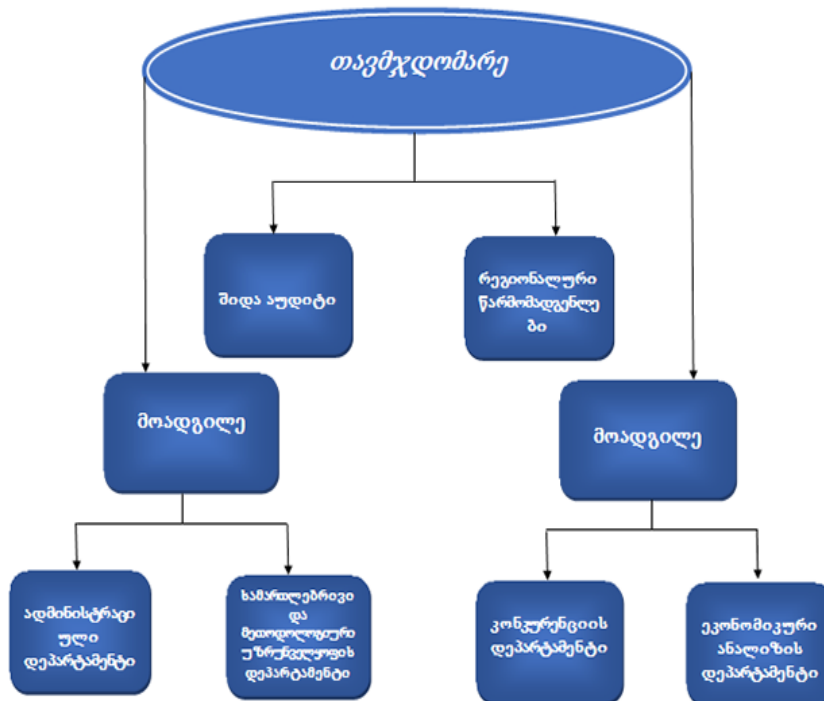 თავმჯდომარე
შიდა აუდიტი
რეგიონალური
წარმომადგენლე
ბი
მოადგილე
მოადგილე
ადმინისტრაცი
ული
დეპარტამენტი
სამართლებრივი
და
მეთოდოლოგიური
უზრუნველყოფის
დეპარტამენტი
კონკურენციის
დეპარტამენტი
ეკონომიკური
ანალიზის
დეპარტამენტი